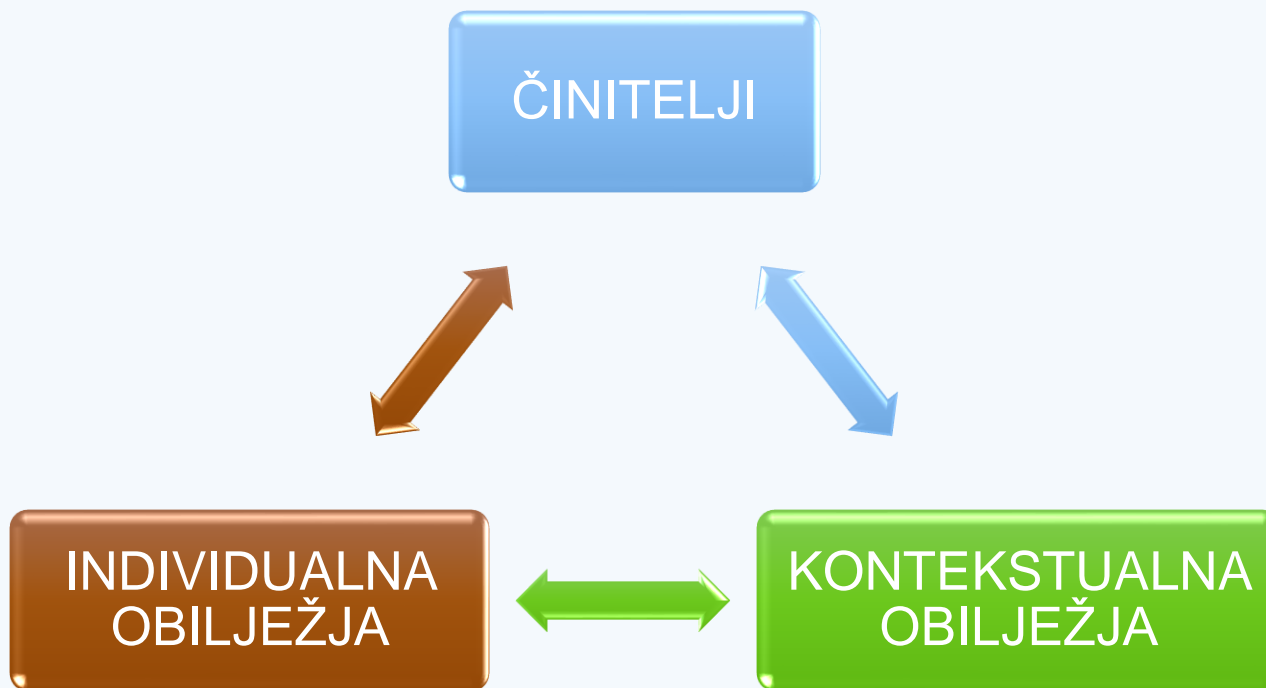 ČINITELJI
INDIVIDUALNA
OBILJEŽJA
KONTEKSTUALNA
OBILJEŽJA